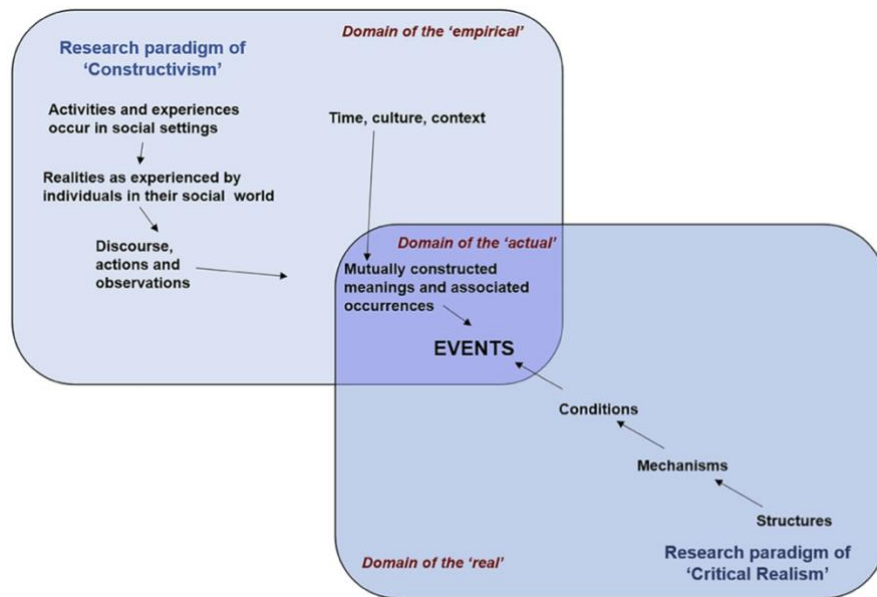 Domain of the ‘empirical’
Research paradigm of
‘Constructivism’
Activities and experiences
occur in social settings
Time, culture, context
Realities as experienced by
individuals in their social world
Discourse,
actions and
observations
Domain of the ‘actual’
Mutually constructed
meanings and associated
occurrences
EVENTS
Conditions
Mechanisms
Structures
Domain of the ‘real’
Research paradigm of
‘Critical Realism’